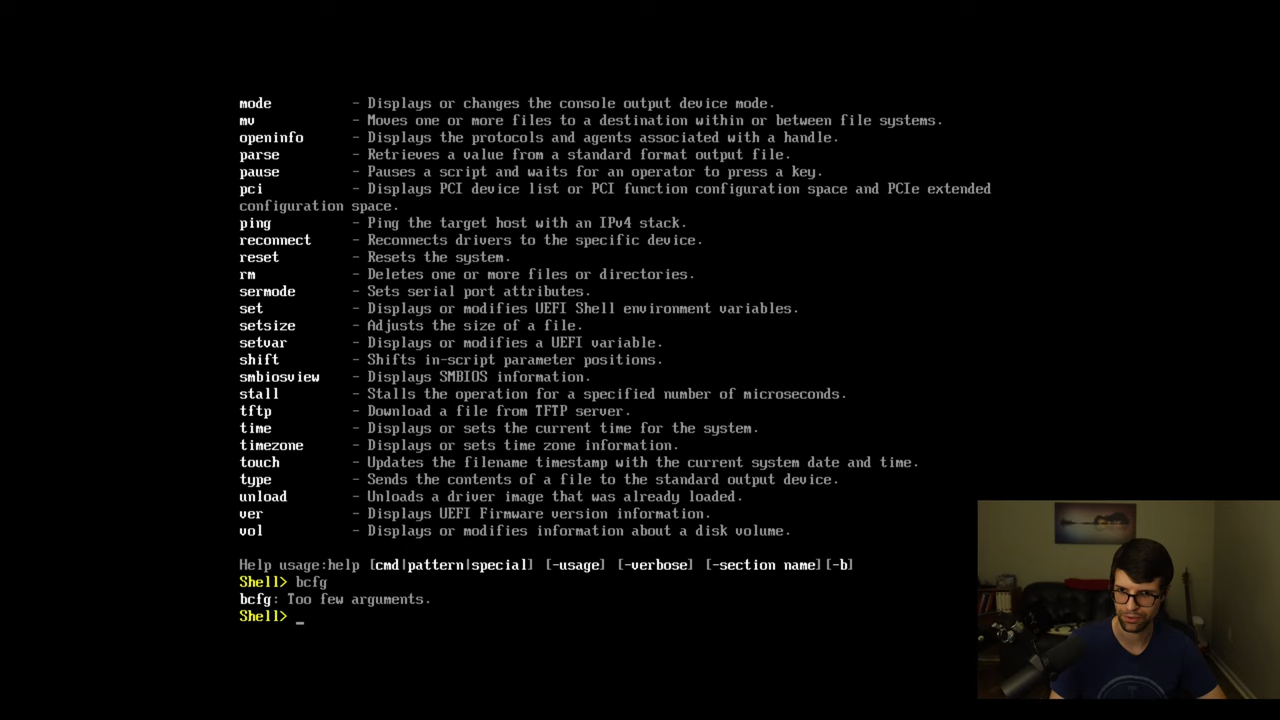 mode - Displays or changes the console output device mode.
mv - Moves one or more files to a destination within or between file systems.
openinfo - Displays the protocols and agents associated with a handle.
parse - Retrieves a value from a standard format output file.
pause - Pauses a script and waits for an operator to press a key.
pci - Displays PCI device list or PCI function configuration space and PCIe extended
configuration space.
ping - Ping the target host with an IPv4 stack.
reconnect - Reconnects drivers to the specific device.
reset - Resets the system.
rm - Deletes one or more files or directories.
sermode - Sets serial port attributes.
set - Displays or modifies UEFI Shell environment variables.
setsize - Adjusts the size of a file.
setvar - Displays or modifies a UEFI variable.
shift - Shifts in-script parameter positions.
smbiosview - Displays SMBIOS information.
stall - Stalls the operation for a specified number of microseconds.
tftp - Download a file from TFTP server.
time - Displays or sets the current time for the system.
timezone - Displays or sets time zone information.
touch - Updates the filename timestamp with the current system date and time.
type - Sends the contents of a file to the standard output device.
unload - Unloads a driver image that was already loaded.
ver - Displays UEFI Firmware version information.
vol - Displays or modifies information about a disk volume.
Help usage:help [cmd|pattern|special] [-usage] [-verbose] [-section name][-b]
Shell> bcfg
bcfg: Too few arguments.
Shell> _